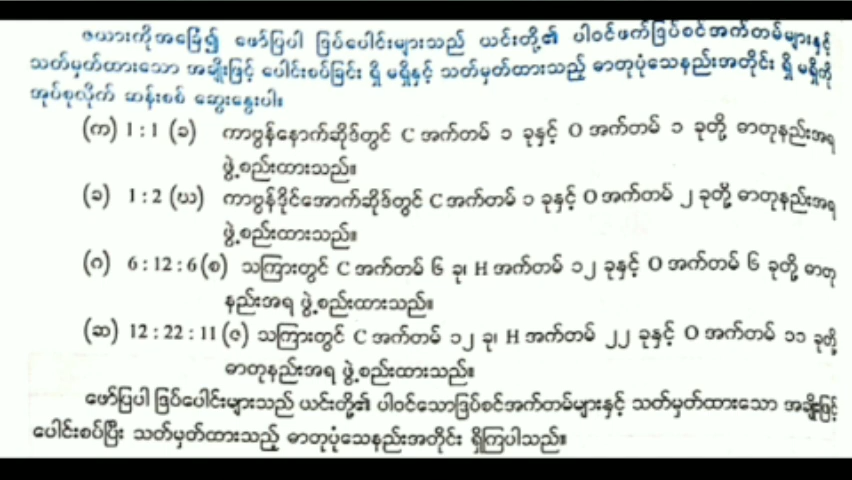 ဇယားကိုအခြေခံ၍ ဖော်ပြပါ ဒြပ်ပေါင်းများသည် ယင်းတို့၏ ပါဝင်ဖက်ဒြပ်စင်အက်တမ်များနှင့်
သတ်မှတ်ထားသော အချိုးဖြင့် ပေါင်းစပ်ခြင်း ရှိ မရှိနှင့် သတ်မှတ်ထားသည့် ဓာတုပုံသေနည်းအတိုင်း ရှိ မရှိကို
အုပ်စုလိုက် ဆန်းစစ် ဆွေးနွေးပါ။
(က) 1 : 1 (ခ) ကာဗွန်နောက်ဆိုဒ်တွင် C အက်တမ် ၁ ခုနှင့် O အက်တမ် ၁ ခုတို့ ဓာတုနည်းအရ
ဖွဲ့စည်းထားသည်။
(ခ) 1 : 2 (ဃ) ကာဗွန်ဒိုင်အောက်ဆိုဒ်တွင် C အက်တမ် ၁ ခုနှင့် O အက်တမ် ၂ ခုတို့ ဓာတုနည်းအရ
ဖွဲ့စည်းထားသည်။
(ဂ) 6 : 12 : 6 (စ) သကြားတွင် C အက်တမ် ၆ ခု၊ H အက်တမ် ၁၂ ခုနှင့် O အက်တမ် ၆ ခုတို့ ဓာတု
နည်းအရ ဖွဲ့စည်းထားသည်။
(ဆ) 12 : 22 : 11 (ဇ) သကြားတွင် C အက်တမ် ၁၂ ခု၊ H အက်တမ် ၂၂ ခုနှင့် O အက်တမ် ၁၁ ခုတို့
ဓာတုနည်းအရ ဖွဲ့စည်းထားသည်။
ဖော်ပြပါ ဒြပ်ပေါင်းများသည် ယင်းတို့၏ ပါဝင်သောဒြပ်စင်အက်တမ်များနှင့် သတ်မှတ်ထားသော အချိုးဖြင့်
ပေါင်းစပ်ပြီး သတ်မှတ်ထားသည့် ဓာတုပုံသေနည်းအတိုင်း ရှိကြပါသည်။